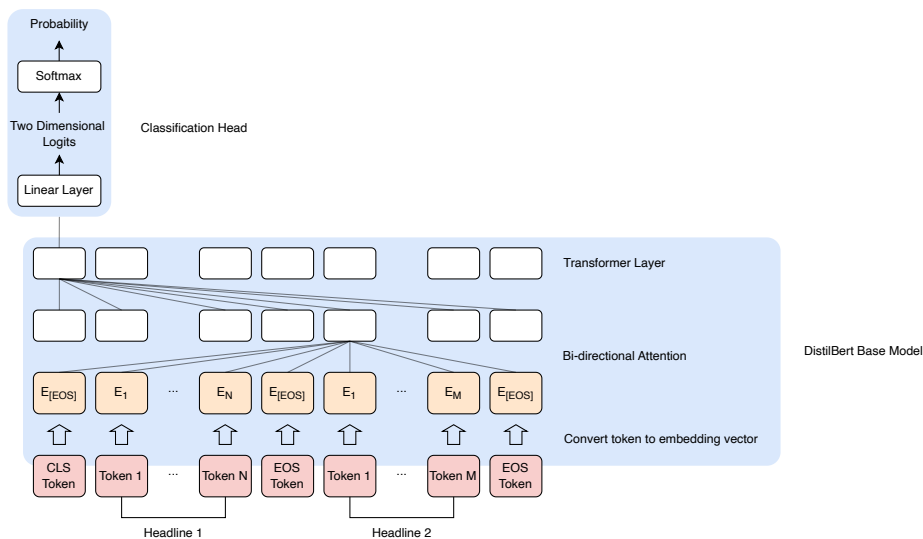 Probability
Softmax
Two Dimensional
Logits
Classification Head
Linear Layer
Transformer Layer
Bi-directional Attention
DistilBert Base Model
E[EOS] E1 ... EN E[EOS] E1 ... EM E[EOS]
Convert token to embedding vector
CLS
Token
Token 1
...
Token N
EOS
Token
Token 1
...
Token M
EOS
Token
Headline 1
Headline 2